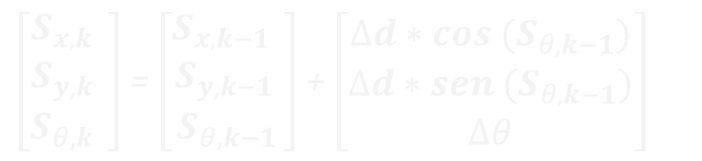 [S_{x,k}] = [S_{x,k−1}] + [Δd * cos (S_{θ,k−1})]
[S_{y,k}] = [S_{y,k−1}] + [Δd * sen (S_{θ,k−1})]
[S_{θ,k}] = [S_{θ,k−1}] + [Δθ]